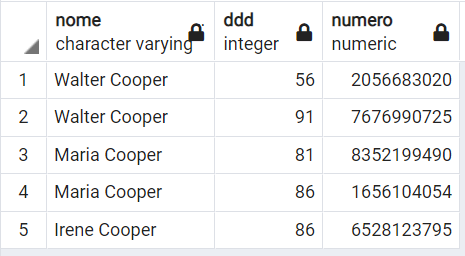 nome ddd numero
character varying integer numeric
1 Walter Cooper 56 2056683020
2 Walter Cooper 91 7676990725
3 Maria Cooper 81 8352199490
4 Maria Cooper 86 1656104054
5 Irene Cooper 86 6528123795